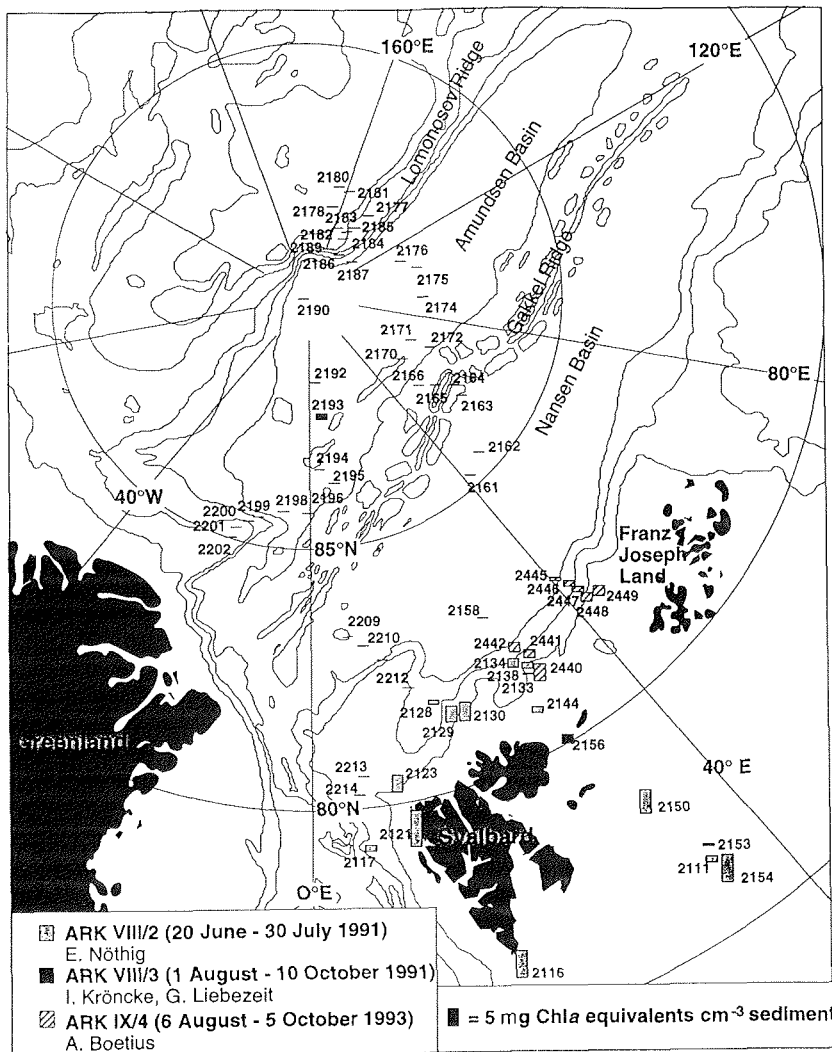 160°E
120°E
Lomonosov Ridge
Amundsen Basin
Gakkel Ridge
Nansen Basin
2180
2181
2178
2177
2183
2182
2185
2189
2184
2186
2187
2176
2175
2174
2190
2171
2172
2170
2192
2166
2164
2165
2163
80°E
2193
2162
2194
2161
2195
40°W
2200
2199
2198
2196
2201
2202
85°N
Franz
Joseph
Land
2445
2446
2449
2447
2448
2158
2209
2210
2442
2441
2134
2440
2138
2133
2212
2128
2144
2130
2129
2156
Greenland
40° E
2213
2123
2214
2150
80°N
2121
Svalbard
2153
2117
2111
2154
O°E
2116
ARK VIII/2 (20 June - 30 July 1991)
E. Nöthig
ARK VIII/3 (1 August - 10 October 1991)
I. Kröncke, G. Liebezeit
ARK IX/4 (6 August - 5 October 1993)
A. Boetius
= 5 mg Chla equivalents cm-3 sediment